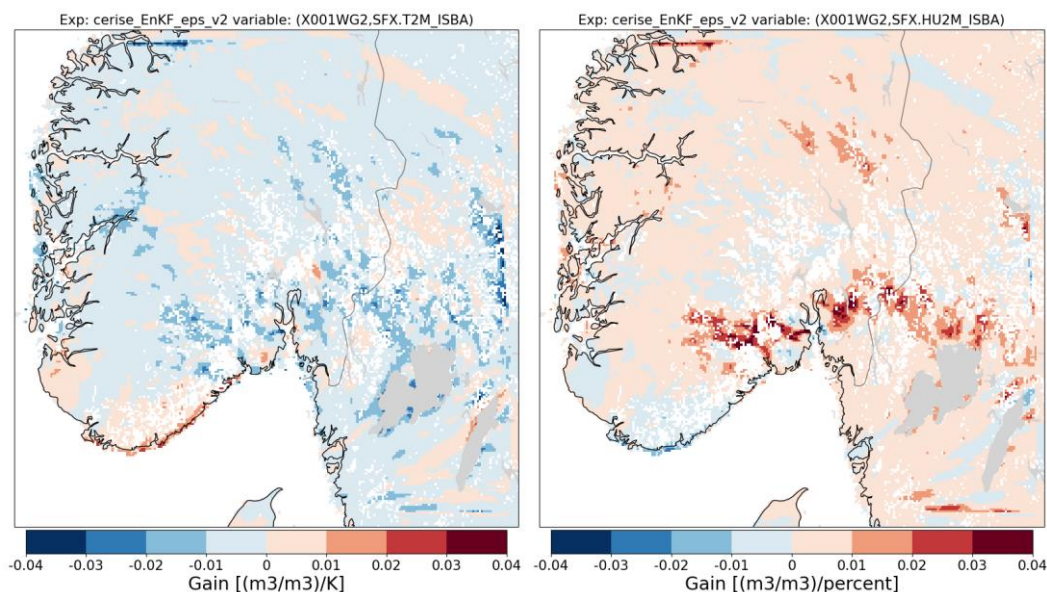 Exp: cerise_EnKF_eps_v2 variable: (X001WG2,SFX.T2M_ISBA)
Exp: cerise_EnKF_eps_v2 variable: (X001WG2,SFX.HU2M_ISBA)
-0.04 -0.03 -0.02 -0.01 0 0.01 0.02 0.03 0.04
-0.04 -0.03 -0.02 -0.01 0 0.01 0.02 0.03 0.04
Gain [(m3/m3)/K]
Gain [(m3/m3)/percent]